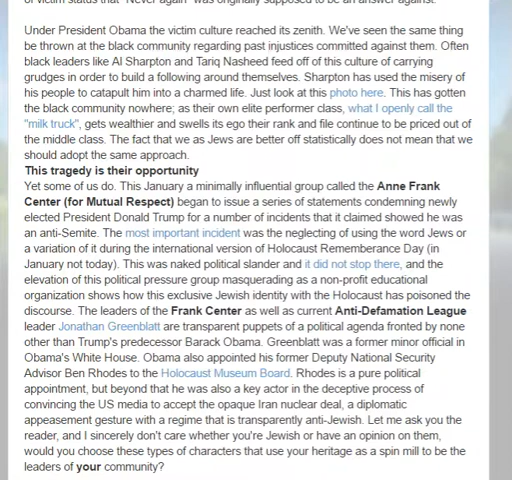 of victim status that "Never again" was originally supposed to be an answer against.
Under President Obama the victim culture reached its zenith. We've seen the same thing
be thrown at the black community regarding past injustices committed against them. Often
black leaders like Al Sharpton and Tariq Nasheed feed off of this culture of carrying
grudges in order to build a following around themselves. Sharpton has used the misery of
his people to catapult him into a charmed life. Just look at this photo here. This has gotten
the black community nowhere; as their own elite performer class, what I openly call the
"milk truck", gets wealthier and swells its ego their rank and file continue to be priced out of
the middle class. The fact that we as Jews are better off statistically does not mean that we
should adopt the same approach.
This tragedy is their opportunity
Yet some of us do. This January a minimally influential group called the Anne Frank
Center (for Mutual Respect) began to issue a series of statements condemning newly
elected President Donald Trump for a number of incidents that it claimed showed he was
an anti-Semite. The most important incident was the neglecting of using the word Jews or
a variation of it during the international version of Holocaust Rememberance Day (in
January not today). This was naked political slander and it did not stop there, and the
elevation of this political pressure group masquerading as a non-profit educational
organization shows how this exclusive Jewish identity with the Holocaust has poisoned the
discourse. The leaders of the Frank Center as well as current Anti-Defamation League
leader Jonathan Greenblatt are transparent puppets of a political agenda fronted by none
other than Trump's predecessor Barack Obama. Greenblatt was a former minor official in
Obama's White House. Obama also appointed his former Deputy National Security
Advisor Ben Rhodes to the Holocaust Museum Board. Rhodes is a pure political
appointment, but beyond that he was also a key actor in the deceptive process of
convincing the US media to accept the opaque Iran nuclear deal, a diplomatic
appeasement gesture with a regime that is transparently anti-Jewish. Let me ask you the
reader, and I sincerely don't care whether you're Jewish or have an opinion on them,
would you choose these types of characters that use your heritage as a spin mill to be the
leaders of your community?